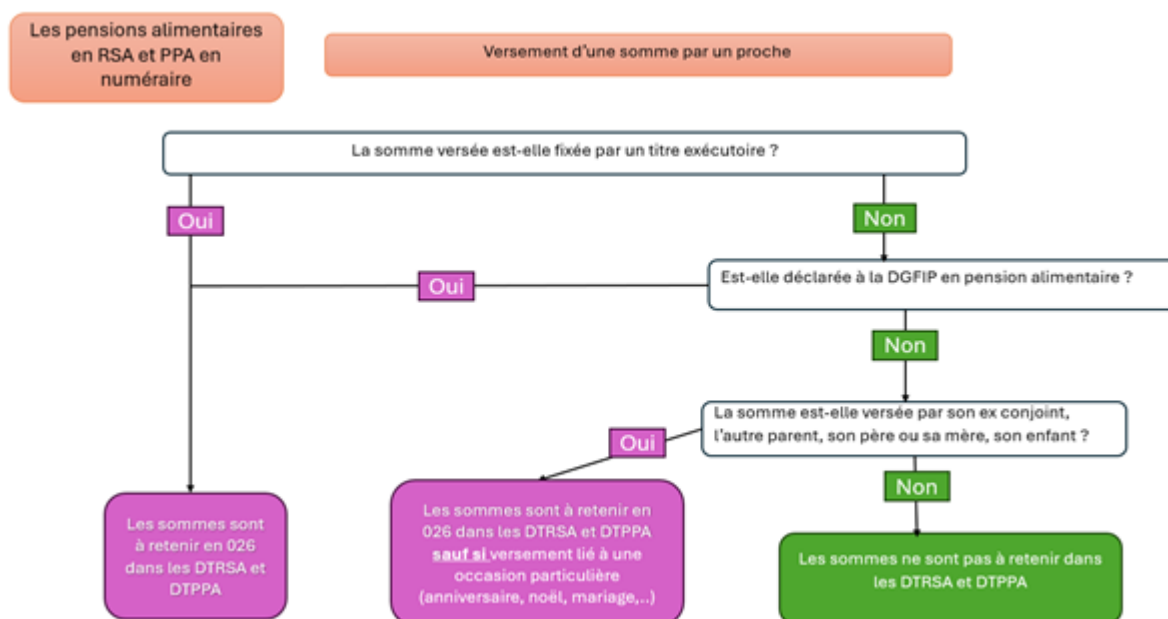 Les pensions alimentaires
en RSA et PPA en
numéraire
Versement d'une somme par un proche
La somme versée est-elle fixée par un titre exécutoire ?
Oui
Non
Oui
Est-elle déclarée à la DGFIP en pension alimentaire ?
Non
La somme est-elle versée par son ex conjoint,
l'autre parent, son père ou sa mère, son enfant ?
Oui
Non
Les sommes sont
à retenir en 026
dans les DTRSA et
DTPPA
Les sommes sont à retenir en
026 dans les DTRSA et DTPPA
sauf si versement lié à une
occasion particulière
(anniversaire, noël, mariage,..)
Les sommes ne sont pas à retenir dans
les DTRSA et DTPPA